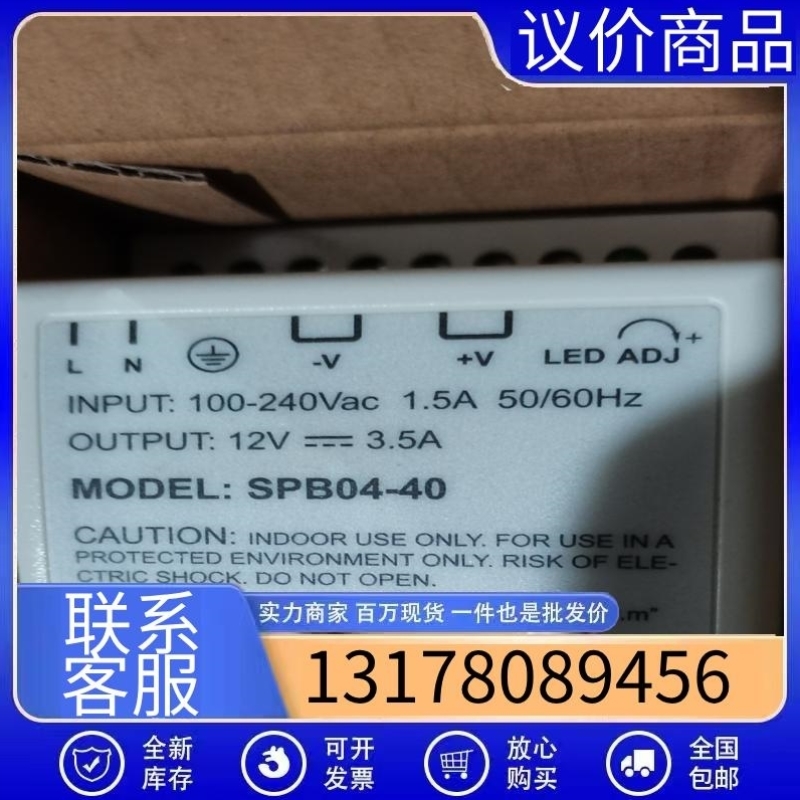 议价商品
L N -V +V LED ADJ +
INPUT: 100-240Vac 1.5A 50/60Hz
OUTPUT: 12V 3.5A
MODEL: SPB04-40
CAUTION: INDOOR USE ONLY. FOR USE IN A
PROTECTED ENVIRONMENT ONLY. RISK OF ELE-
CTRIC SHOCK. DO NOT OPEN.
.m"
实力商家 百万现货 一件也是批发价
联系
客服
13178089456
全新
库存
可开
发票
放心
购买
全国
包邮